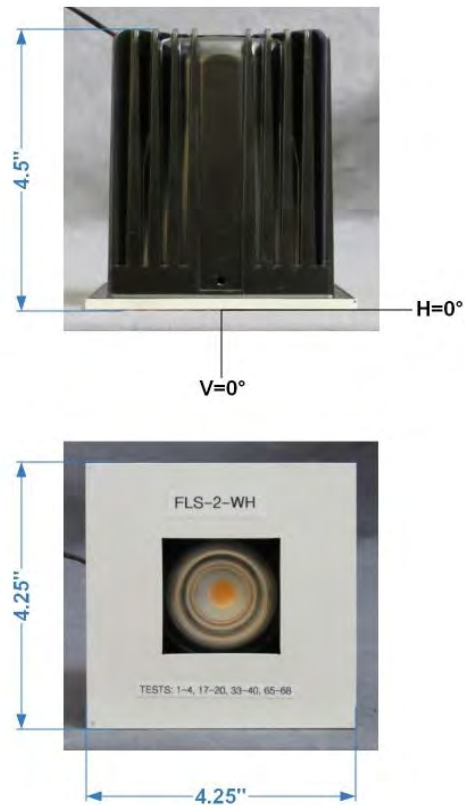 4.5"
H=0°
V=0°
FLS-2-WH
4.25"
TESTS: 1-4, 17-20, 33-40, 65-68
4.25"